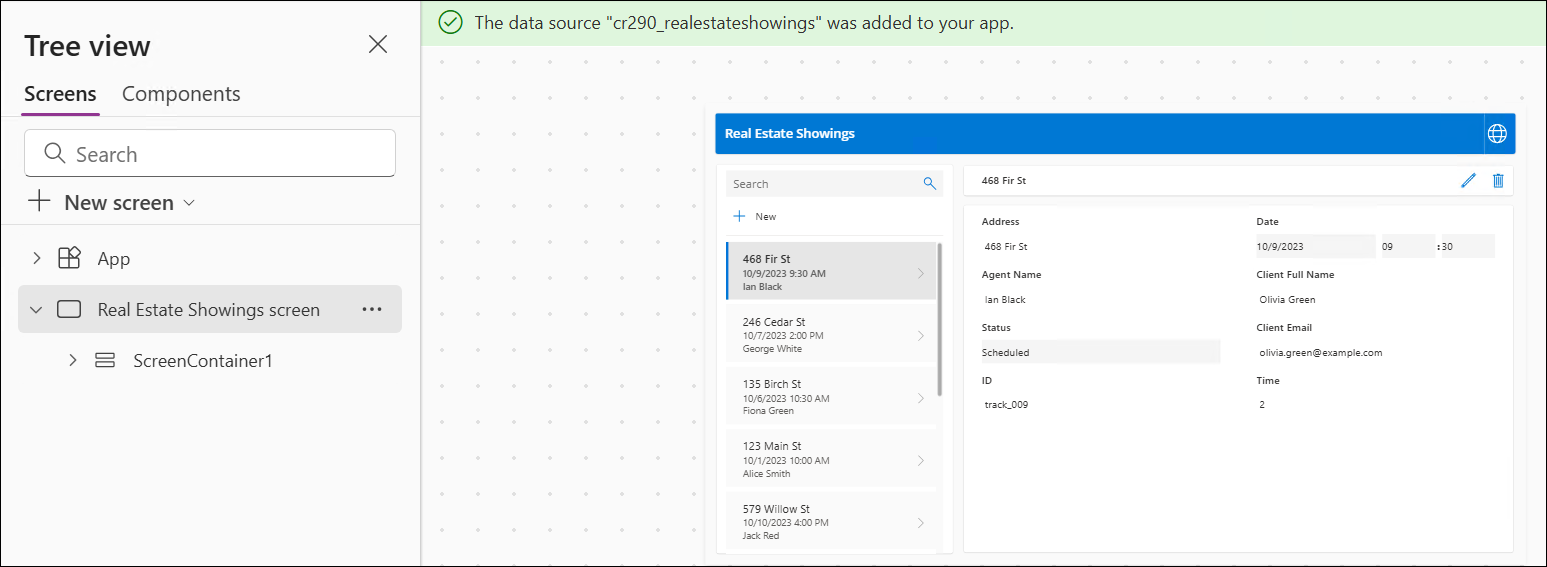 The data source "cr290_realestateshowings" was added to your app.
Tree view
Screens Components
Search
New screen
App
Real Estate Showings screen
ScreenContainer1
Real Estate Showings
Search
New
468 Fir St
10/9/2023 9:30 AM
Ian Black
246 Cedar St
10/7/2023 2:00 PM
George White
135 Birch St
10/6/2023 10:30 AM
Fiona Green
123 Main St
10/1/2023 10:00 AM
Alice Smith
579 Willow St
10/10/2023 4:00 PM
Jack Red
468 Fir St
Address Date
468 Fir St 10/9/2023 09 :30
Agent Name Client Full Name
Ian Black Olivia Green
Status Client Email
Scheduled olivia.green@example.com
ID Time
track_009 2